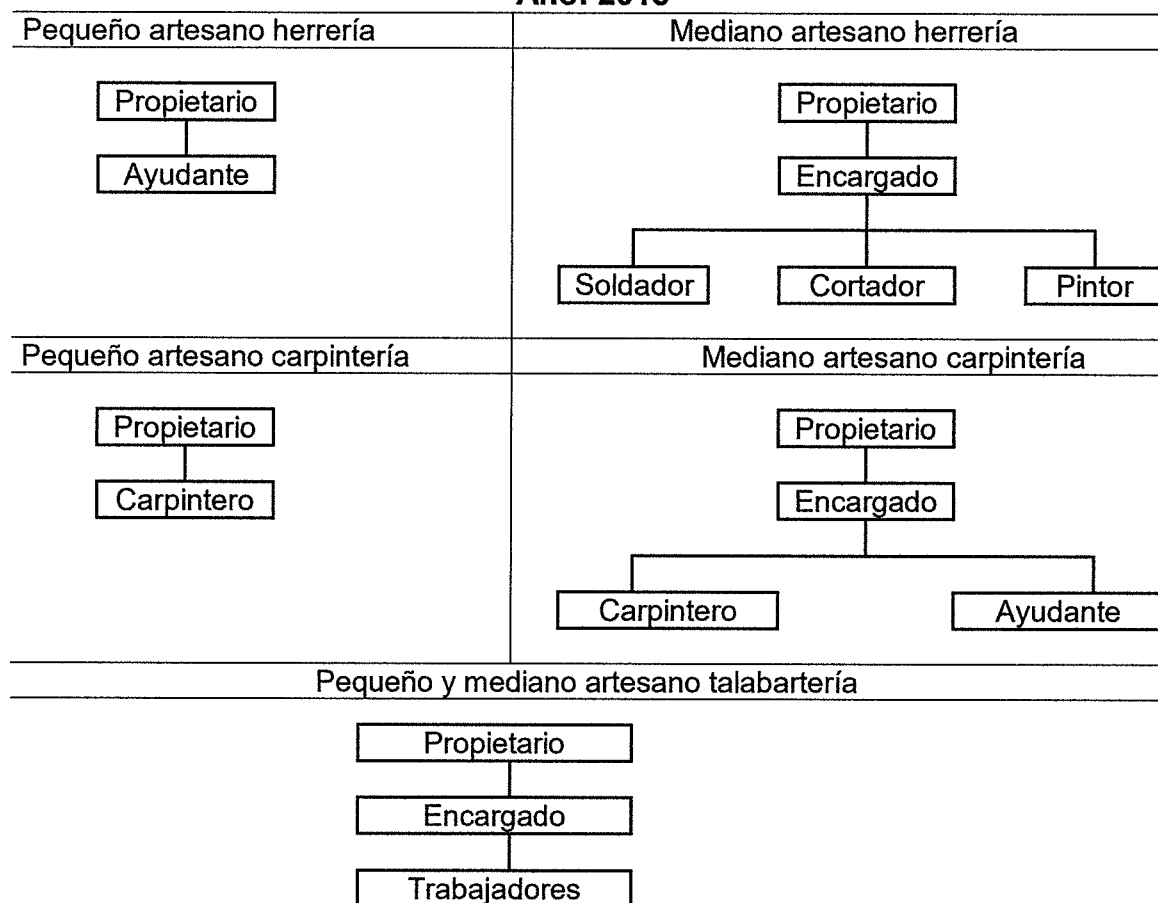 Pequeño artesano herrería
Mediano artesano herrería
Propietario
Ayudante
Propietario
Encargado
Soldador
Cortador
Pintor
Pequeño artesano carpintería
Mediano artesano carpintería
Propietario
Carpintero
Propietario
Encargado
Carpintero
Ayudante
Pequeño y mediano artesano talabartería
Propietario
Encargado
Trabajadores